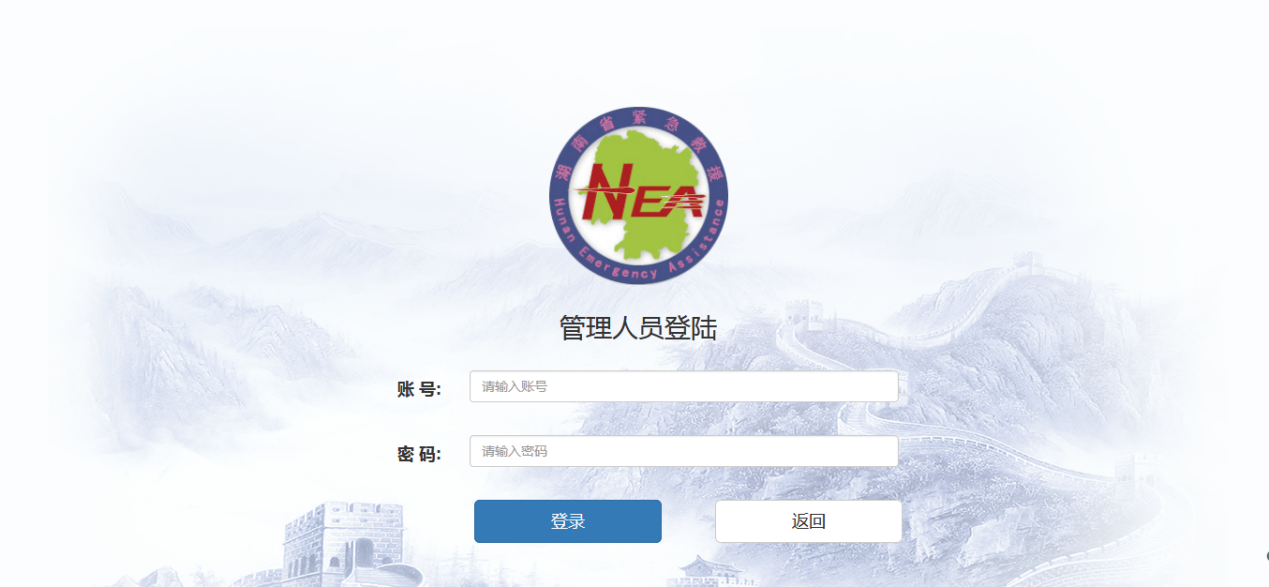 湖南省紧急救援
NEA
Hunan Emergency Assistance
管理人员登陆
账 号:
请输入账号
密 码:
请输入密码
登录
返回